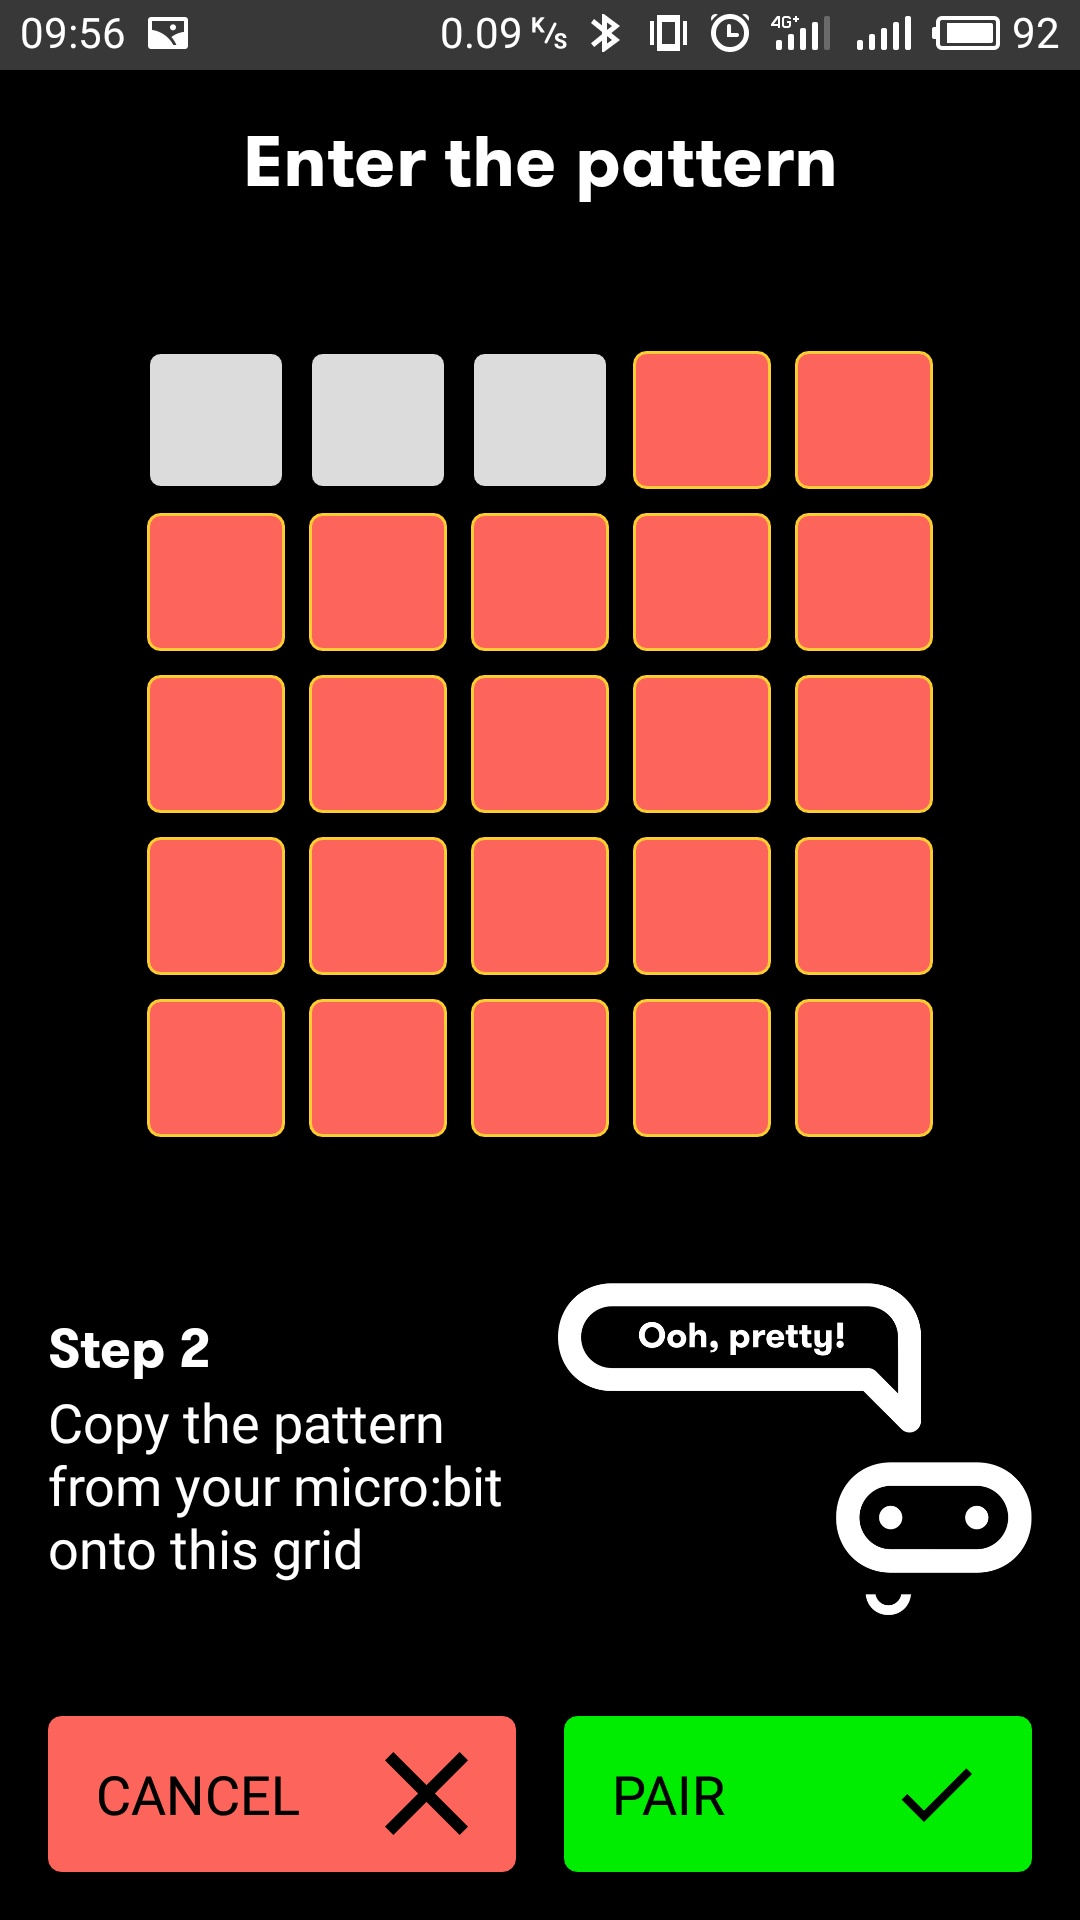 09:56 0.09 K/s 4G+ 92
Enter the pattern
Ooh, pretty!
Step 2
Copy the pattern
from your micro:bit
onto this grid
CANCEL PAIR